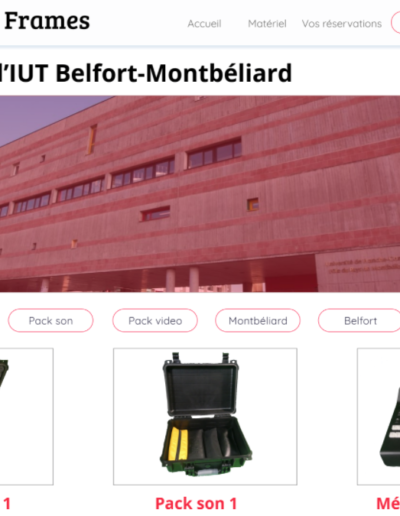 Frames
Accueil Matériel Vos réservations
l’IUT Belfort-Montbéliard
Pack son Pack video Montbéliard Belfort
1 Pack son 1 Mé